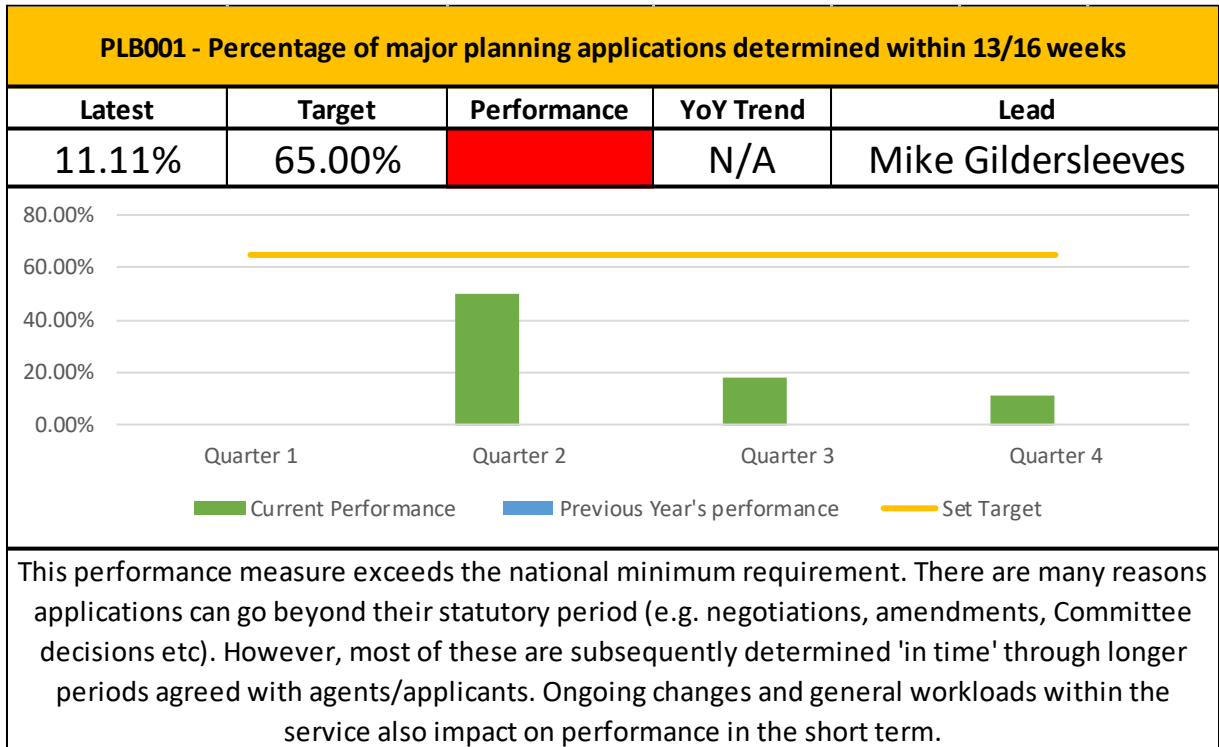 PLB001 - Percentage of major planning applications determined within 13/16 weeks
Latest Target Performance YoY Trend Lead
11.11% 65.00% N/A Mike Gildersleeves
80.00%
60.00%
40.00%
20.00%
0.00%
Quarter 1 Quarter 2 Quarter 3 Quarter 4
Current Performance Previous Year's performance Set Target
This performance measure exceeds the national minimum requirement. There are many reasons
applications can go beyond their statutory period (e.g. negotiations, amendments, Committee
decisions etc). However, most of these are subsequently determined 'in time' through longer
periods agreed with agents/applicants. Ongoing changes and general workloads within the
service also impact on performance in the short term.